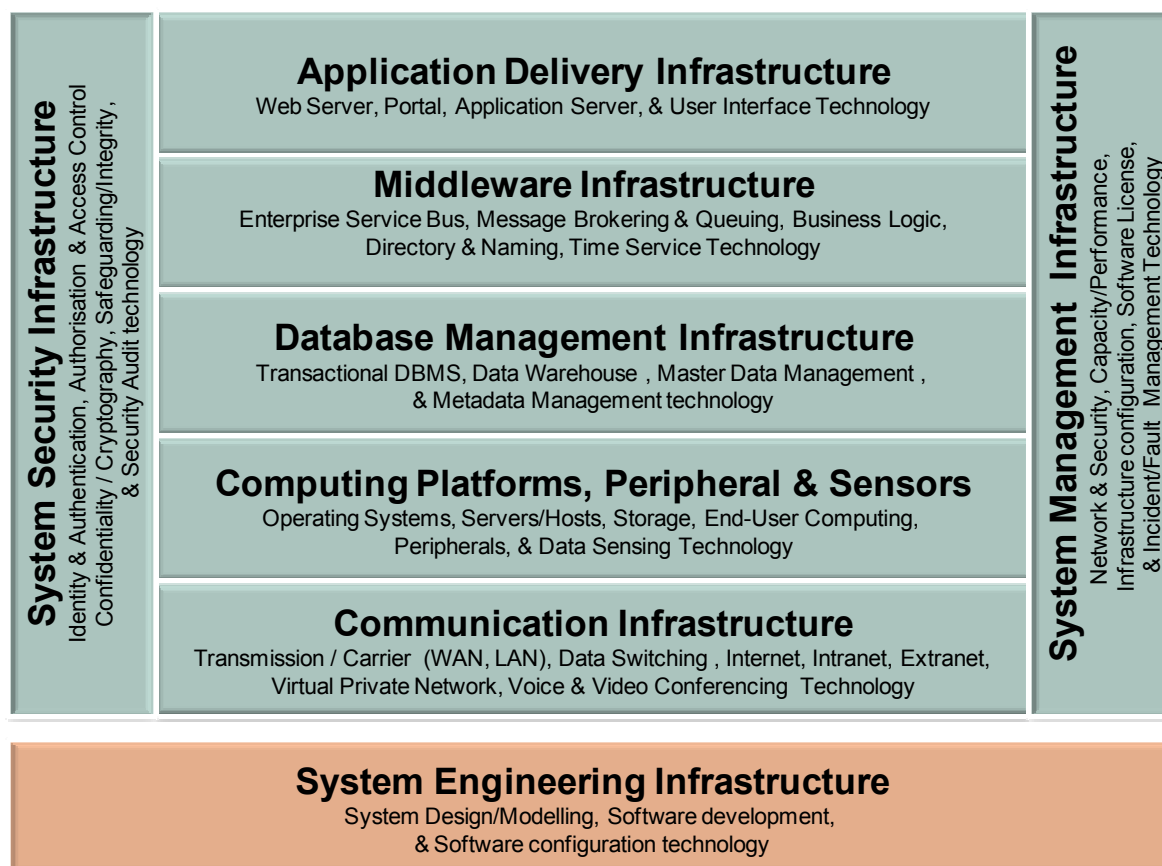 System Security Infrastructure
Identity & Authentication, Authorisation & Access Control
Confidentiality / Cryptography, Safeguarding/Integrity,
& Security Audit technology
Application Delivery Infrastructure
Web Server, Portal, Application Server, & User Interface Technology
Middleware Infrastructure
Enterprise Service Bus, Message Brokering & Queuing, Business Logic,
Directory & Naming, Time Service Technology
Database Management Infrastructure
Transactional DBMS, Data Warehouse , Master Data Management ,
& Metadata Management technology
Computing Platforms, Peripheral & Sensors
Operating Systems, Servers/Hosts, Storage, End-User Computing,
Peripherals, & Data Sensing Technology
Communication Infrastructure
Transmission / Carrier (WAN, LAN), Data Switching , Internet, Intranet, Extranet,
Virtual Private Network, Voice & Video Conferencing Technology
System Management Infrastructure
Network & Security, Capacity/Performance,
Infrastructure configuration, Software License,
& Incident/Fault Management Technology
System Engineering Infrastructure
System Design/Modelling, Software development,
& Software configuration technology